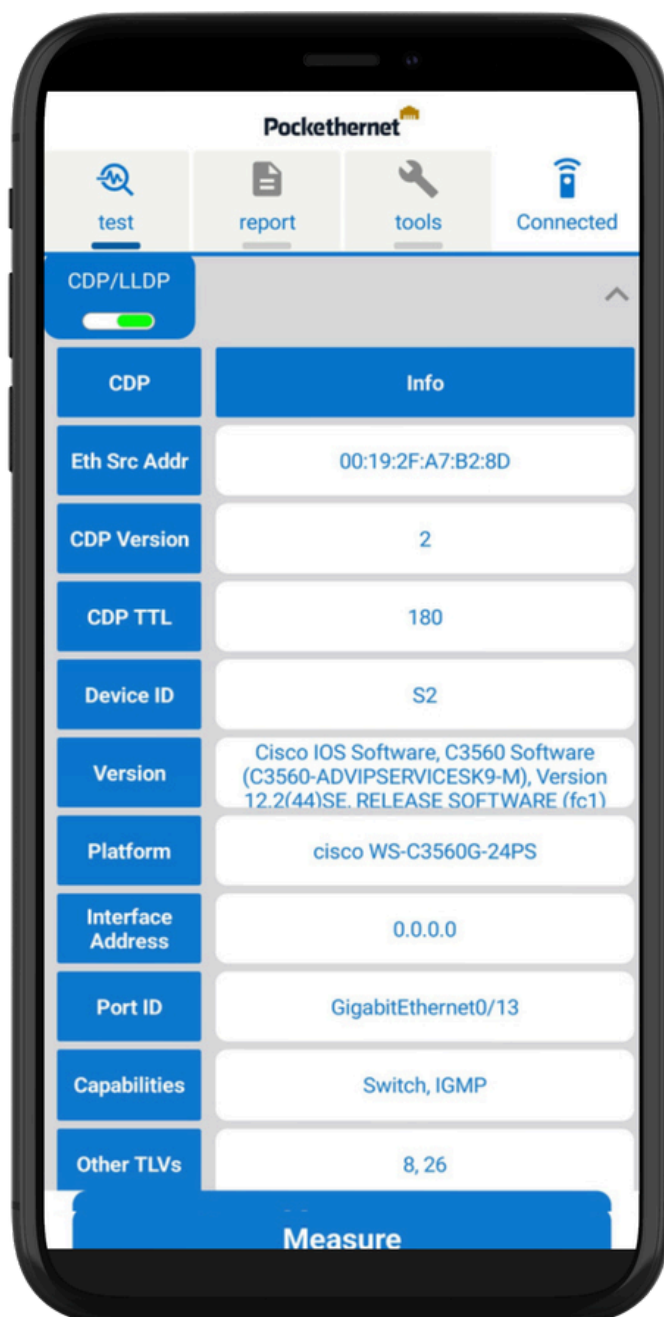 Pockethernet
test report tools Connected
CDP/LLDP
CDP Info
Eth Src Addr 00:19:2F:A7:B2:8D
CDP Version 2
CDP TTL 180
Device ID S2
Version Cisco IOS Software, C3560 Software
(C3560-ADVIPSERVICESK9-M), Version
12.2(44)SE, RELEASE SOFTWARE (fc1)
Platform cisco WS-C3560G-24PS
Interface
Address 0.0.0.0
Port ID GigabitEthernet0/13
Capabilities Switch, IGMP
Other TLVs 8, 26
Measure